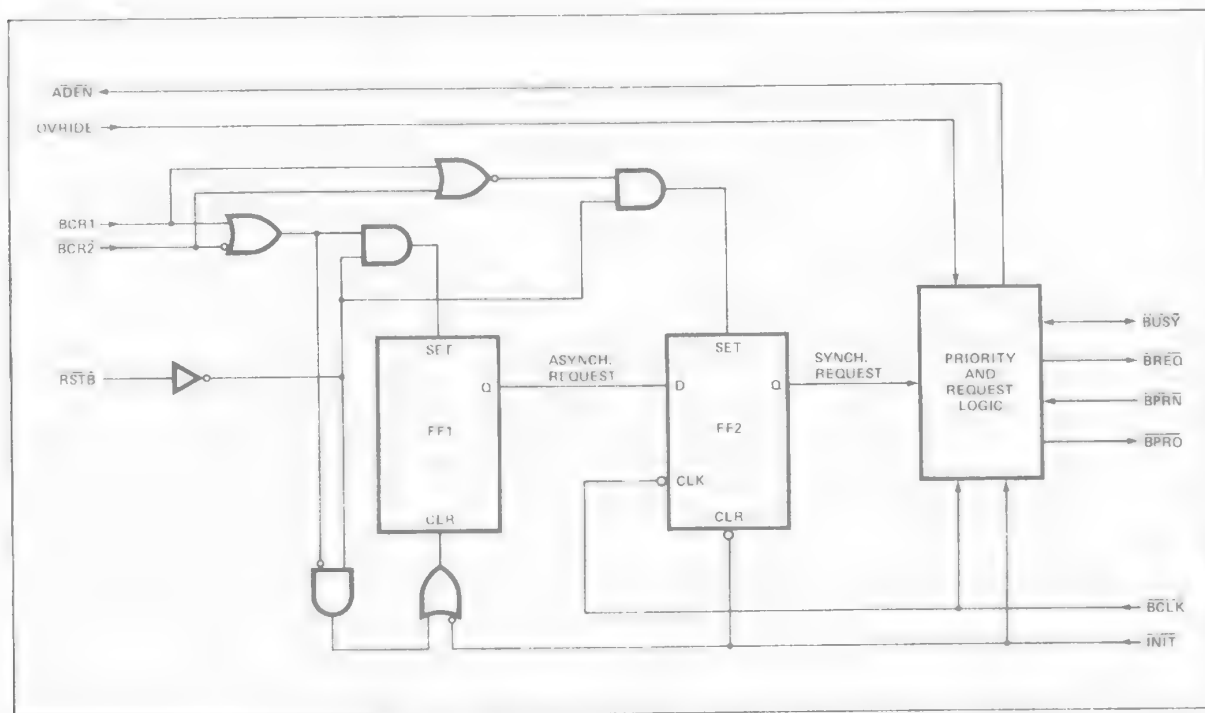 ADEN
OVRIDE
BCR1
BCR2
RSTB
SET
Q
FF1
CLR
ASYNCH.
REQUEST
SET
D
Q
FF2
CLK
CLR
SYNCH.
REQUEST
PRIORITY
AND
REQUEST
LOGIC
BUSY
BREQ
BPRN
BPRO
BCLK
INIT